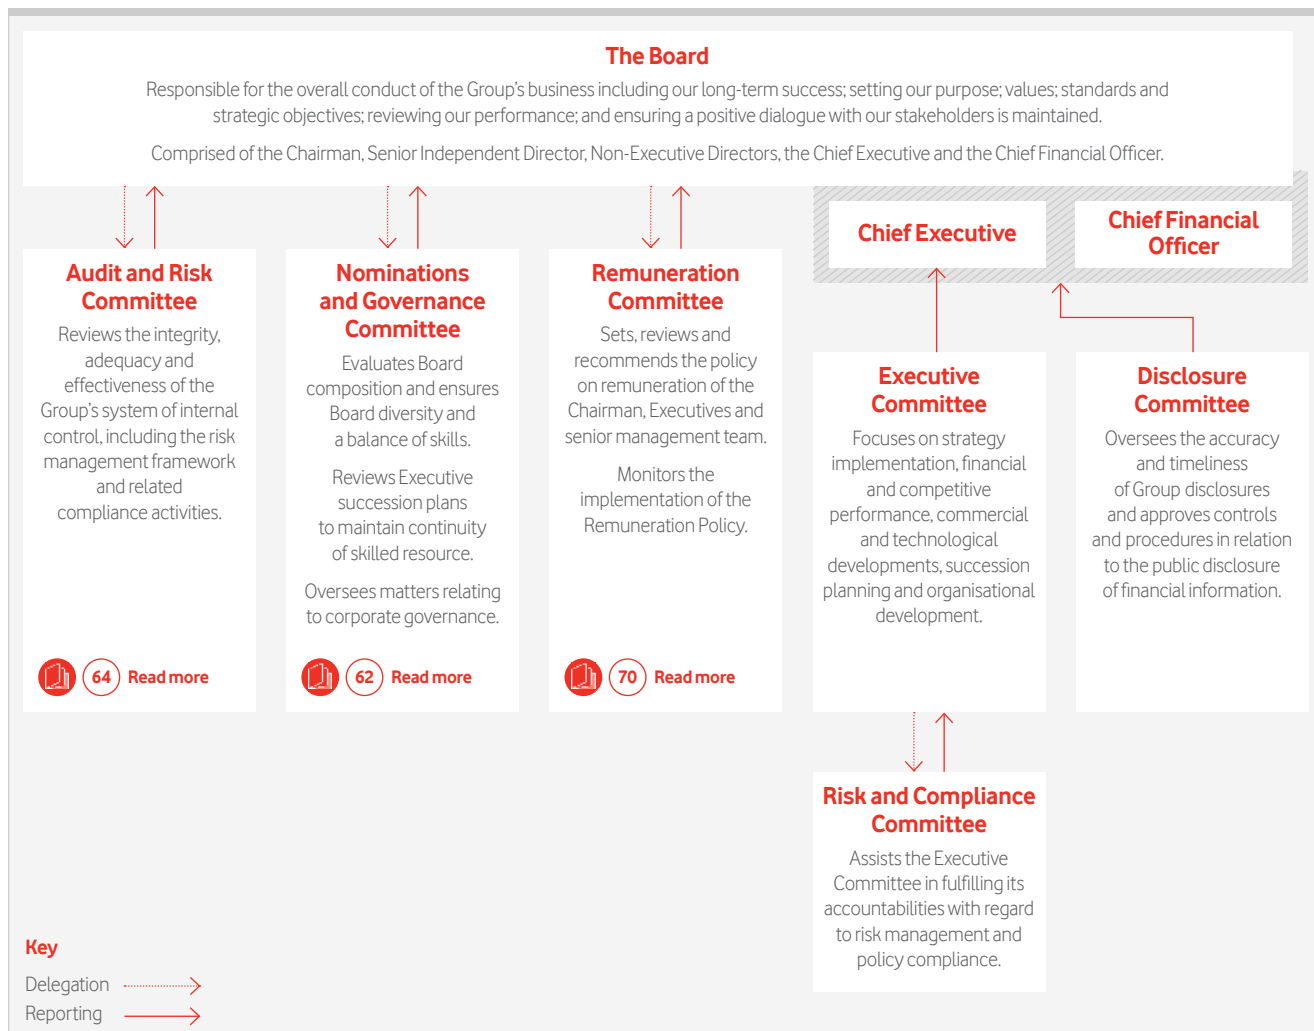 The Board
Responsible for the overall conduct of the Group's business including our long-term success; setting our purpose; values; standards and
strategic objectives; reviewing our performance; and ensuring a positive dialogue with our stakeholders is maintained.
Comprised of the Chairman, Senior Independent Director, Non-Executive Directors, the Chief Executive and the Chief Financial Officer.
Chief Executive
Chief Financial
Officer
Audit and Risk
Committee
Reviews the integrity,
adequacy and
effectiveness of the
Group's system of internal
control, including the risk
management framework
and related
compliance activities.
64 Read more
Nominations
and Governance
Committee
Evaluates Board
composition and ensures
Board diversity and
a balance of skills.
Reviews Executive
succession plans
to maintain continuity
of skilled resource.
Oversees matters relating
to corporate governance.
62 Read more
Remuneration
Committee
Sets, reviews and
recommends the policy
on remuneration of the
Chairman, Executives and
senior management team.
Monitors the
implementation of the
Remuneration Policy.
70 Read more
Executive
Committee
Focuses on strategy
implementation, financial
and competitive
performance, commercial
and technological
developments, succession
planning and organisational
development.
Disclosure
Committee
Oversees the accuracy
and timeliness
of Group disclosures
and approves controls
and procedures in relation
to the public disclosure
of financial information.
Risk and Compliance
Committee
Assists the Executive
Committee in fulfilling its
accountabilities with regard
to risk management and
policy compliance.
Key
Delegation
Reporting